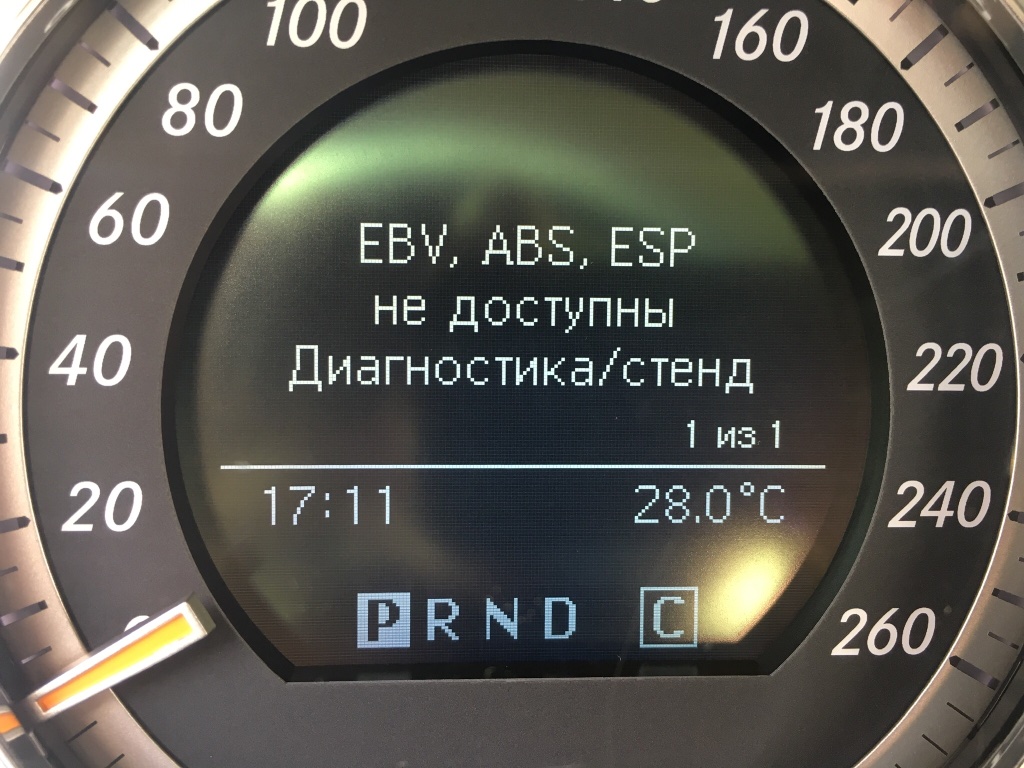 100
160
80
180
60
200
EBV, ABS, ESP
не доступны
Диагностика/стенд
40
220
1 из 1
20
17:11
28.0°C
240
P R N D C
260